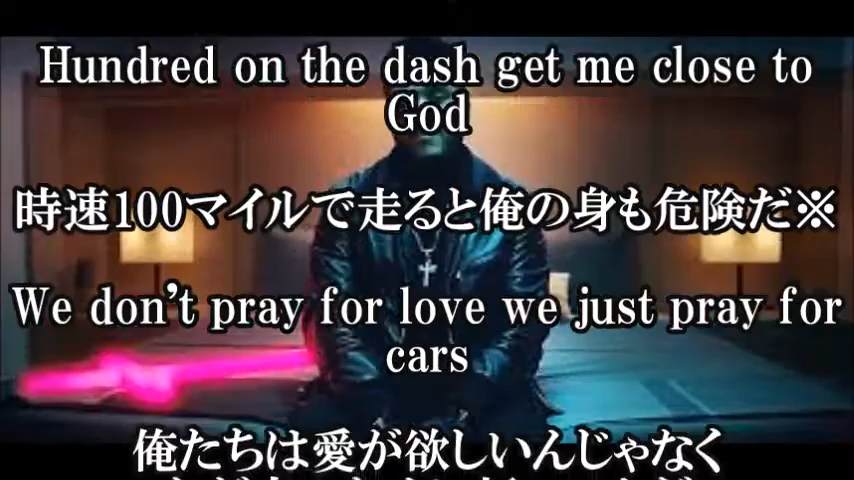 Hundred on the dash get me close to
God
時速100マイルで走ると俺の身も危険だ※
We don't pray for love we just pray for
cars
俺たちは愛が欲しいんじゃなく